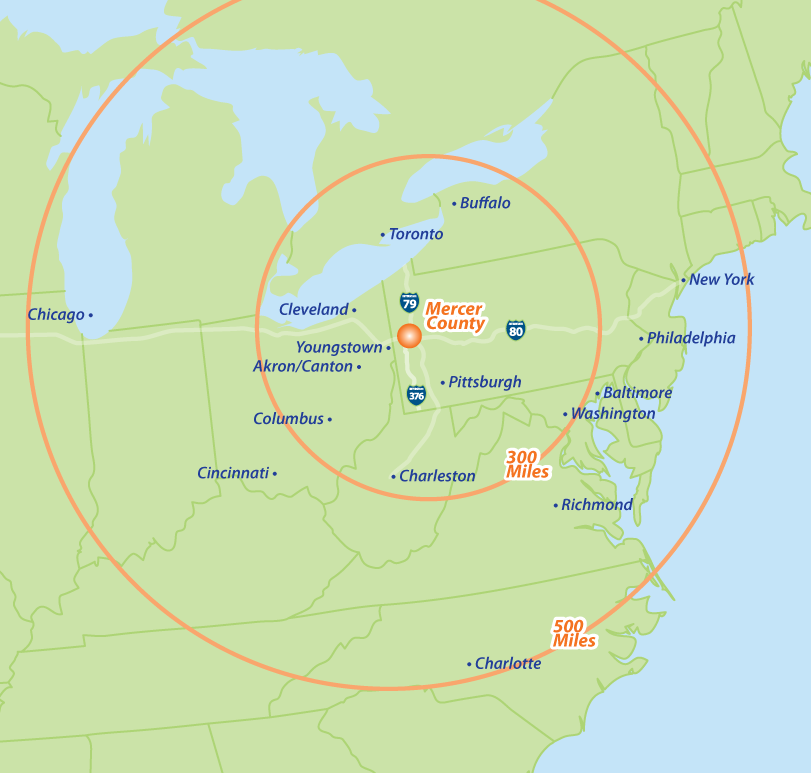 Buffalo
Toronto
New York
79
Mercer
County
Cleveland
Chicago
80
Philadelphia
Youngstown
Akron/Canton
Pittsburgh
376
Baltimore
Washington
Columbus
300
Miles
Cincinnati
Charleston
Richmond
500
Miles
Charlotte